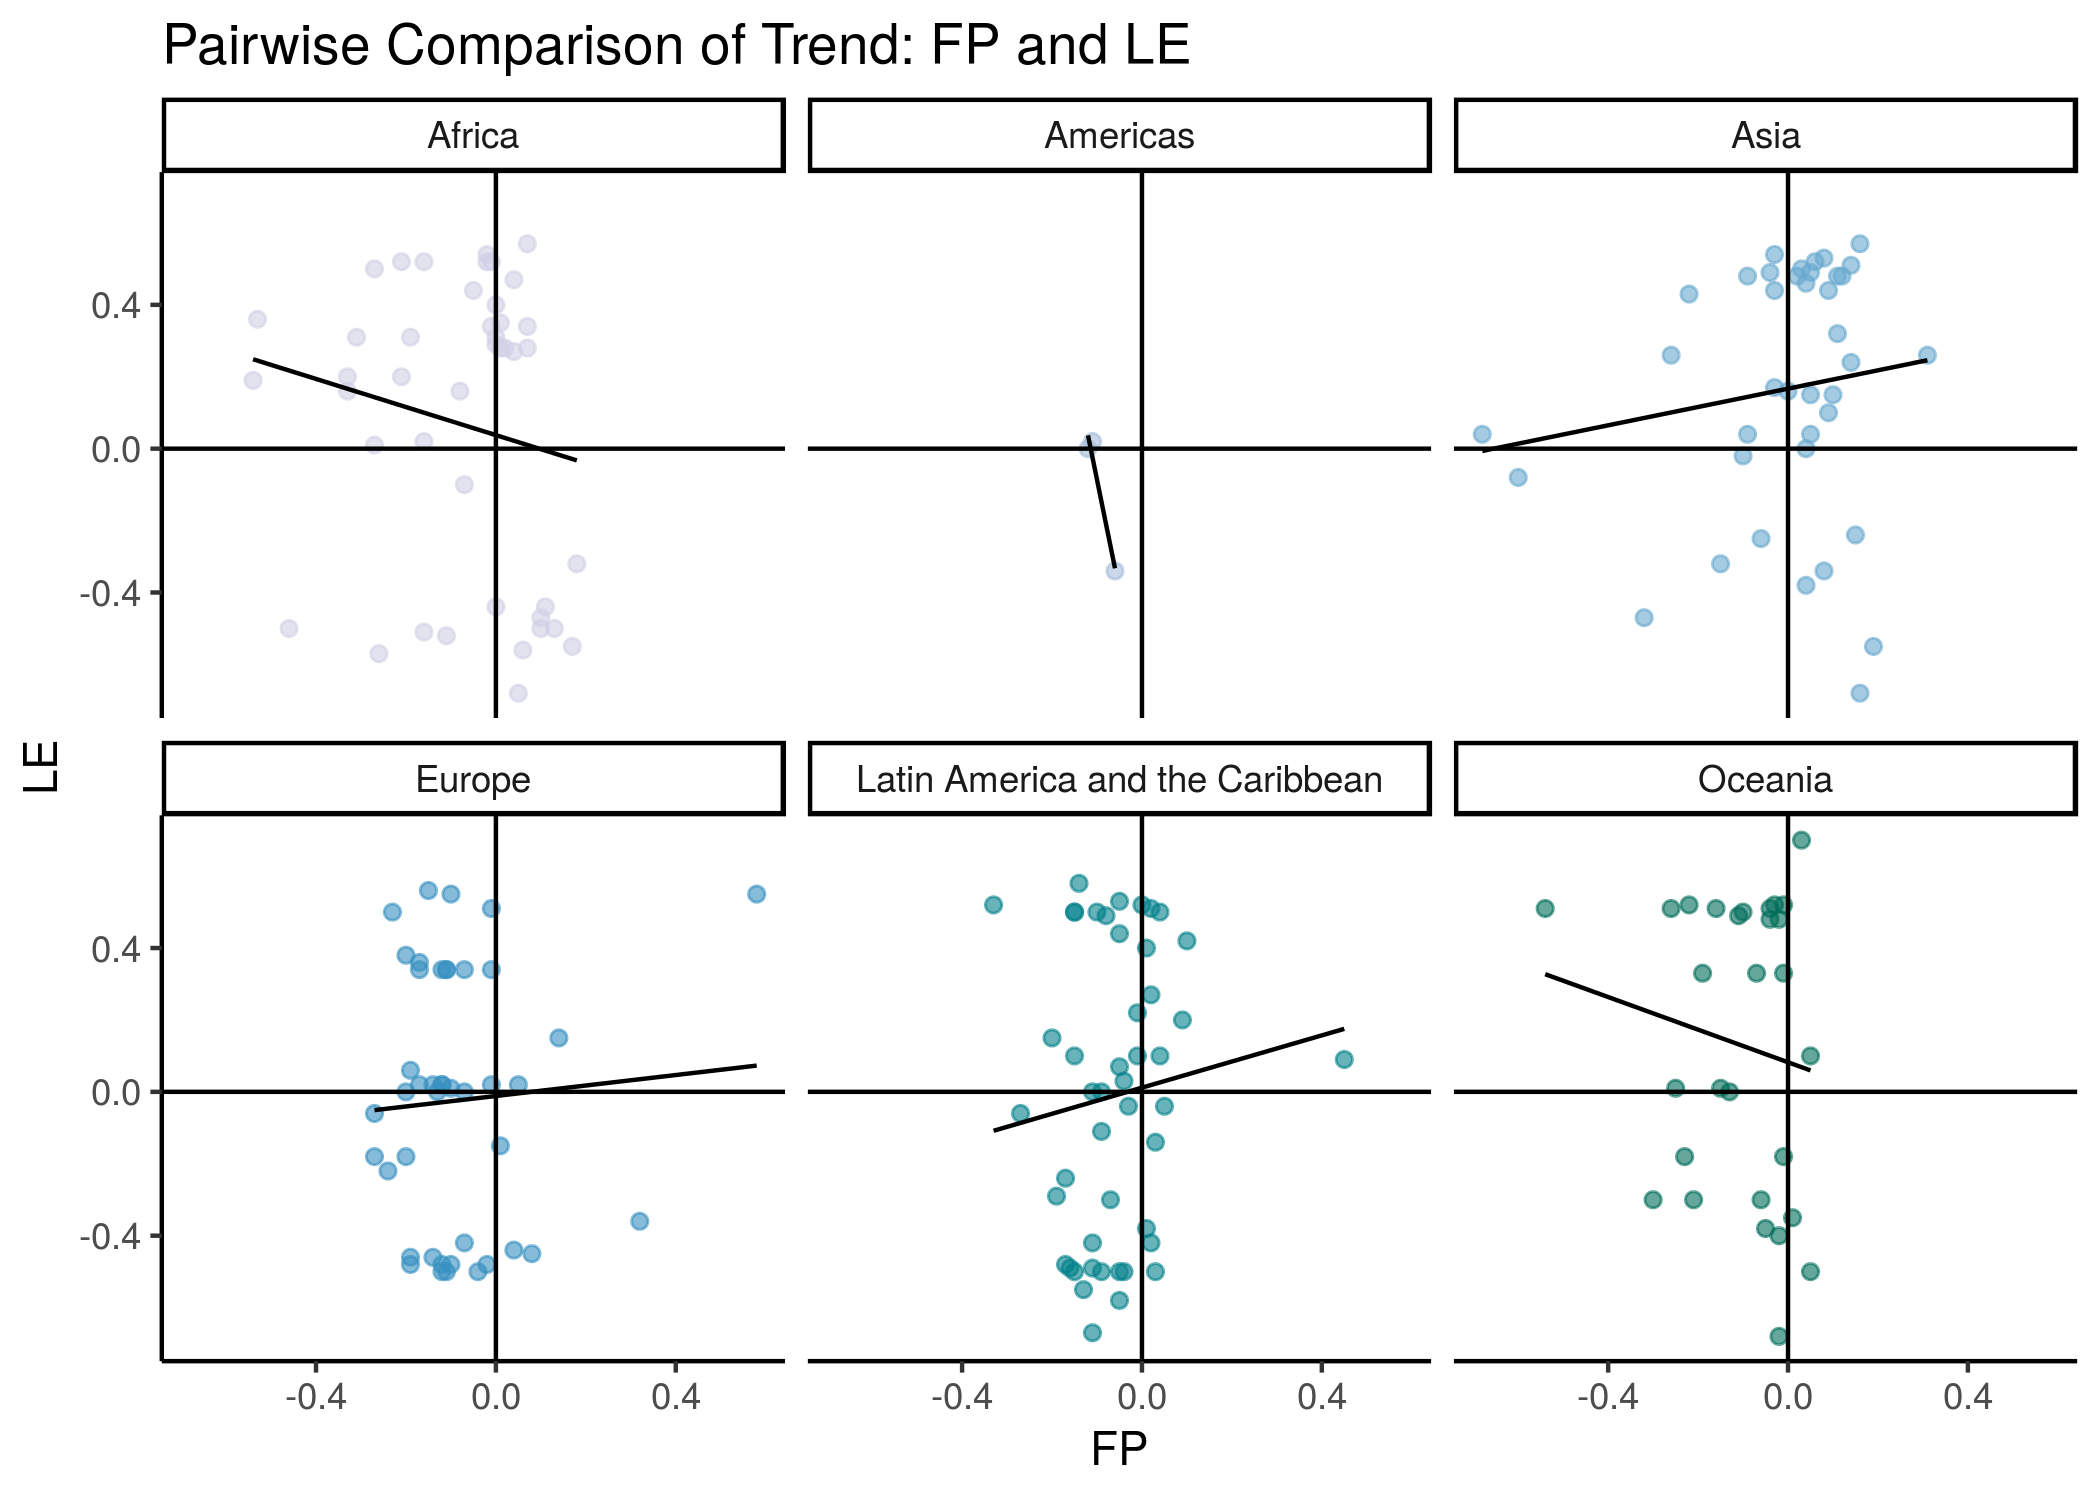 Pairwise Comparison of Trend: FP and LE
Africa
Americas
Asia
0.4
0.0
-0.4
LE
Europe
Latin America and the Caribbean
Oceania
0.4
0.0
-0.4
-0.4 0.0 0.4
-0.4 0.0 0.4
-0.4 0.0 0.4
FP